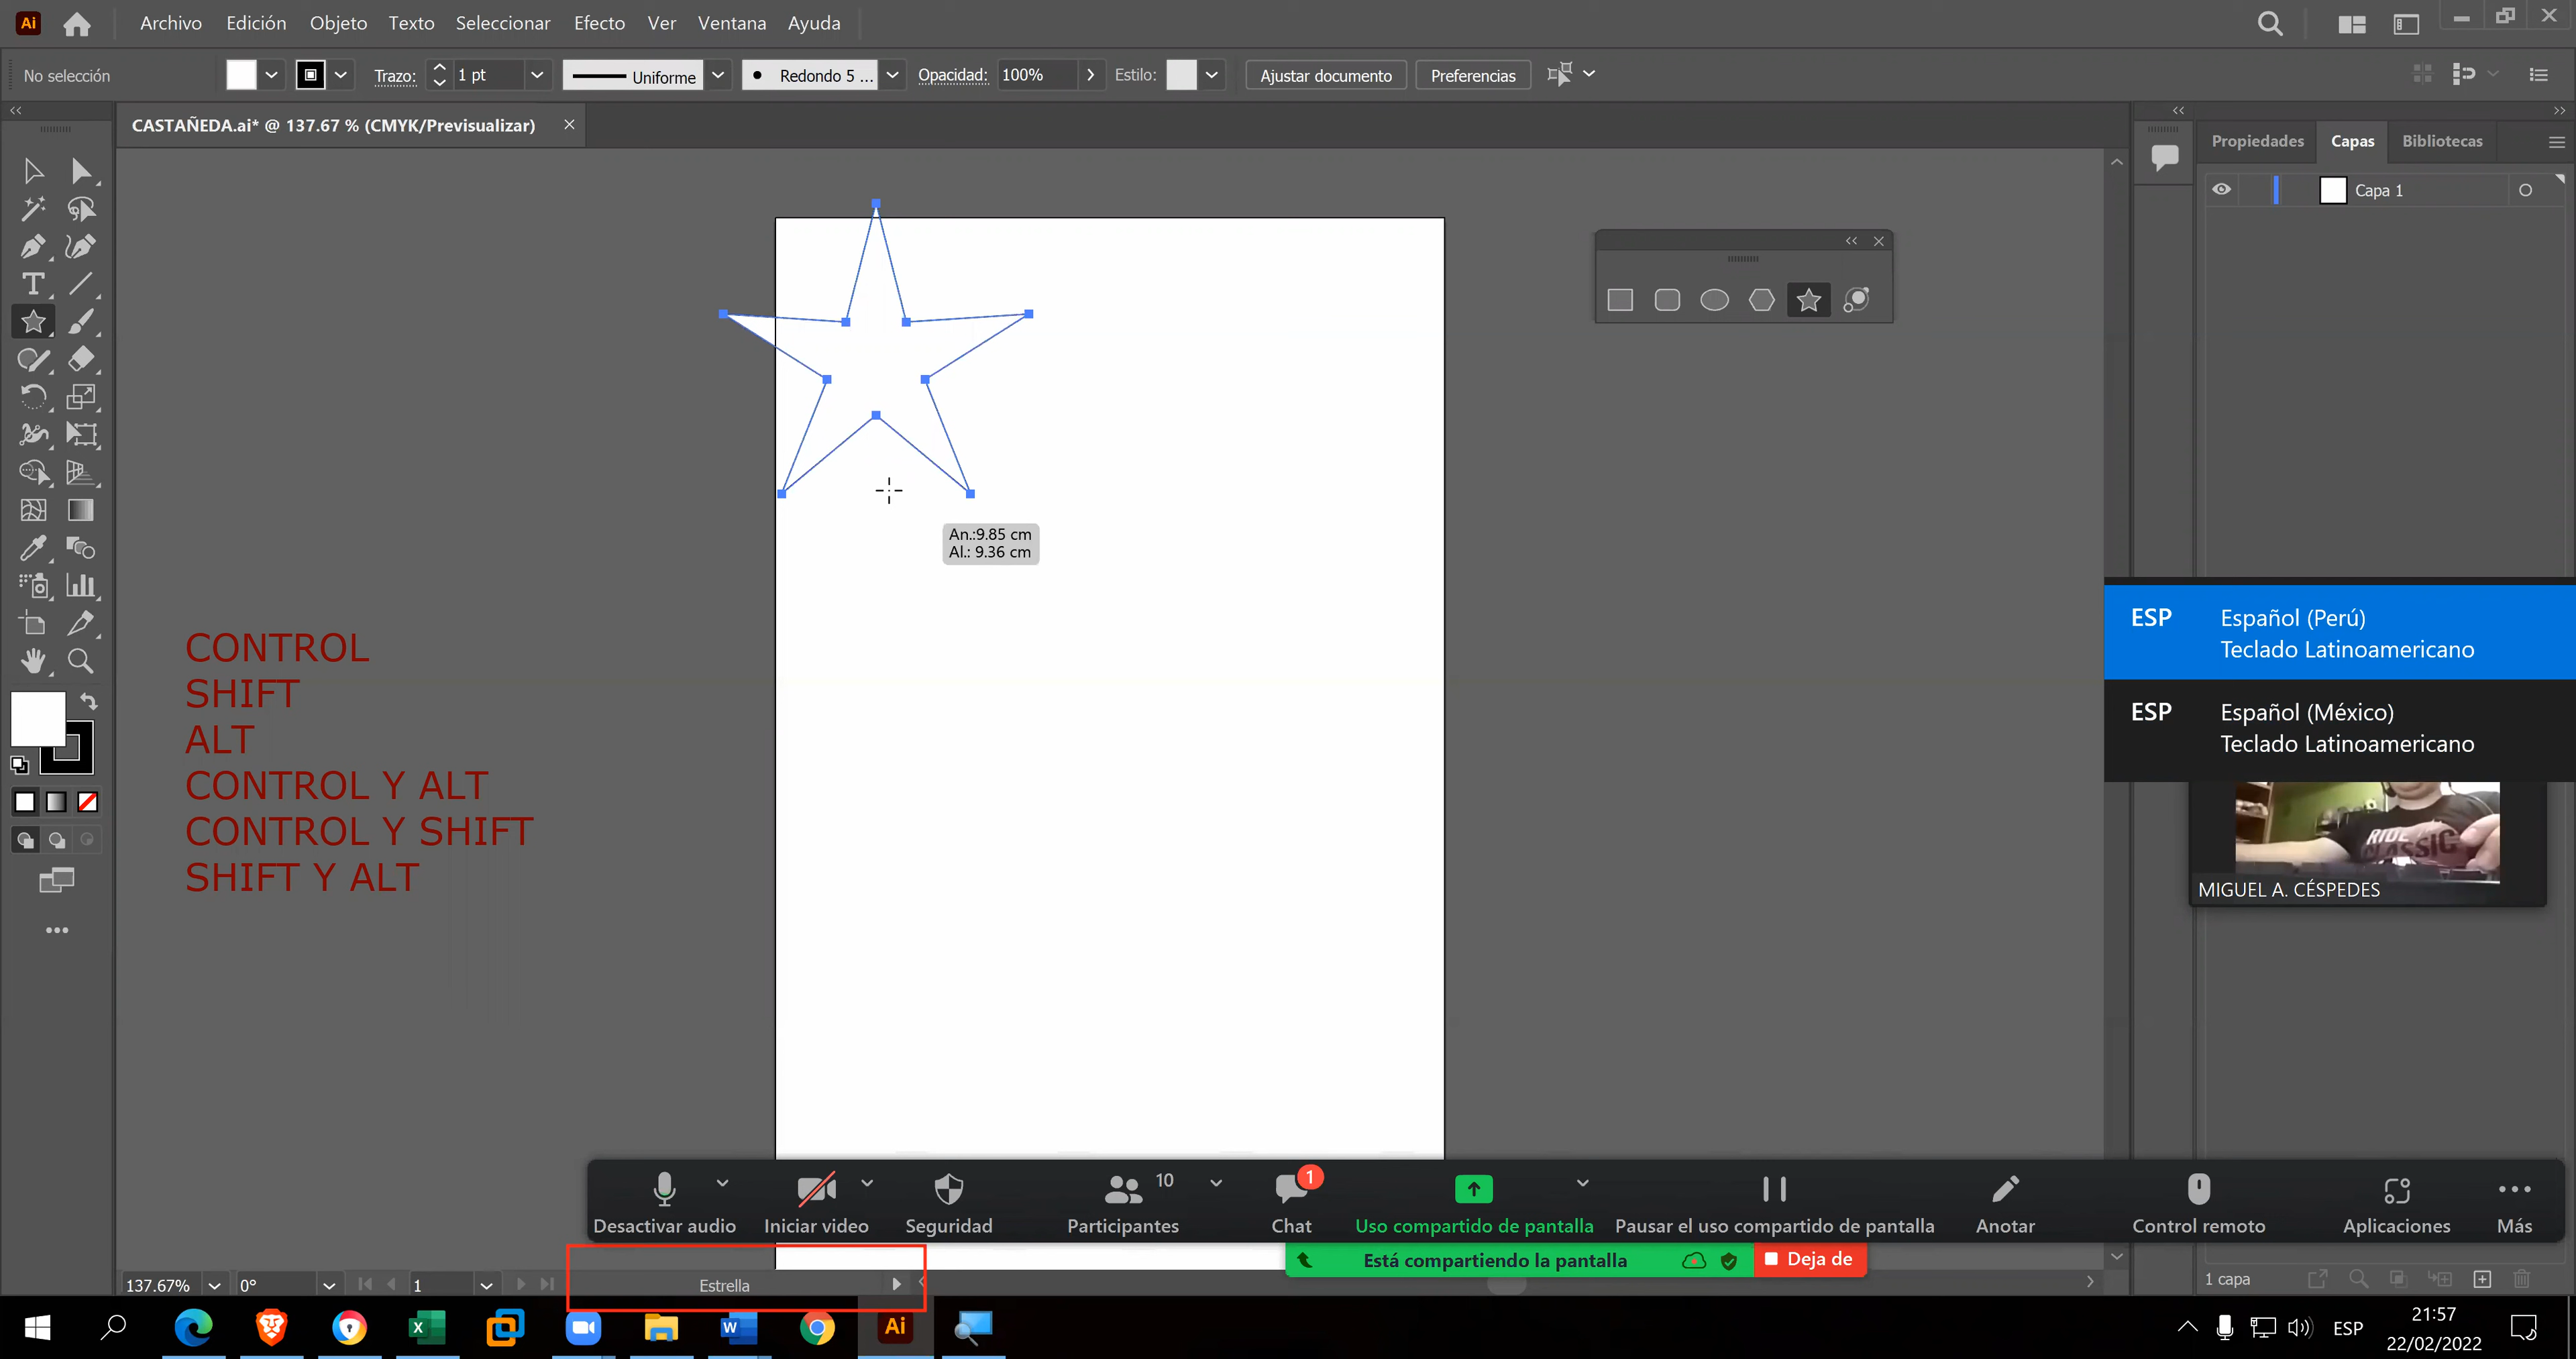 Ai
Archivo
Edición
Objeto
Texto
Seleccionar
Efecto
Ver
Ventana
Ayuda
No selección
Trazo:
1 pt
Uniforme
Redondo 5 ...
Opacidad:
100%
Estilo:
Ajustar documento
Preferencias
CASTAÑEDA.ai* @ 137.67 % (CMYK/Previsualizar)
Propiedades
Capas
Bibliotecas
Capa 1
An.:9.85 cm
Al.: 9.36 cm
CONTROL
SHIFT
ALT
CONTROL Y ALT
CONTROL Y SHIFT
SHIFT Y ALT
ESP
Español (Perú)
Teclado Latinoamericano
ESP
Español (México)
Teclado Latinoamericano
RIDE
CLASSIC
MIGUEL A. CÉSPEDES
10
1
Desactivar audio
Iniciar video
Seguridad
Participantes
Chat
Uso compartido de pantalla
Pausar el uso compartido de pantalla
Anotar
Control remoto
Aplicaciones
Más
Está compartiendo la pantalla
Deja de
137.67%
0°
1
Estrella
1 capa
Ai
ESP
21:57
22/02/2022